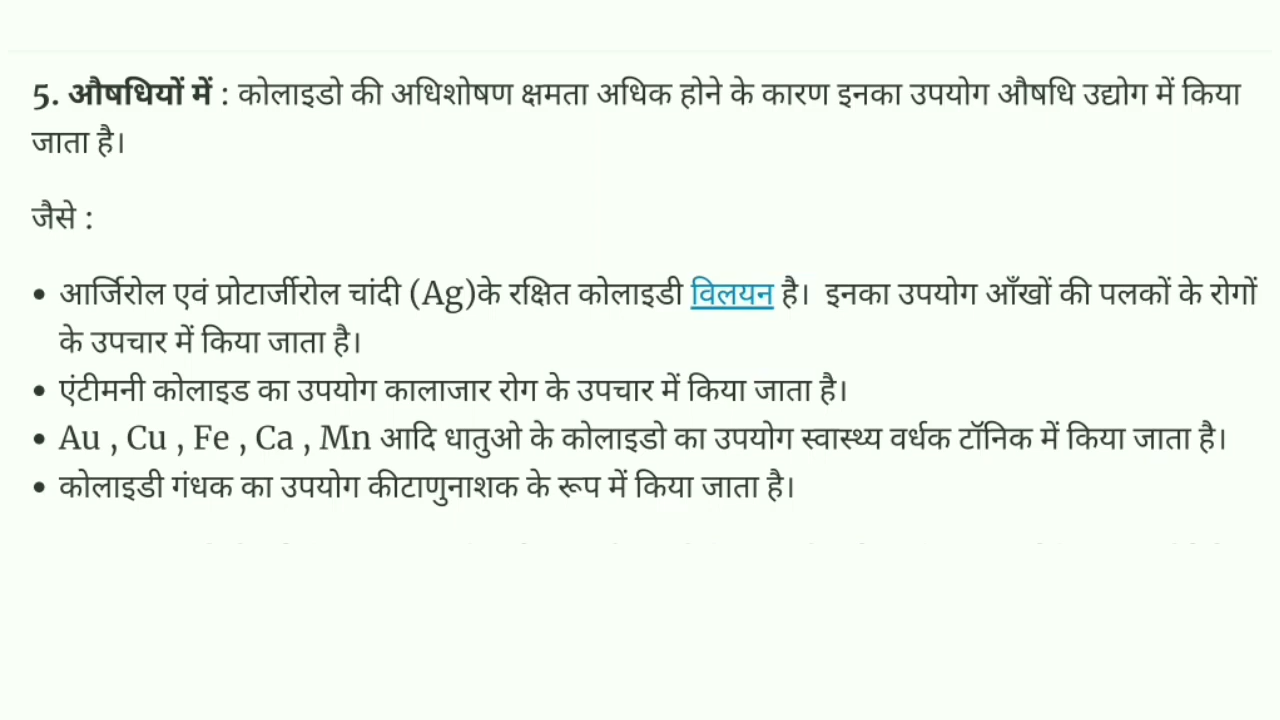 5. औषधियों में : कोलाइडो की अधिशोषण क्षमता अधिक होने के कारण इनका उपयोग औषधि उद्योग में किया
जाता है।
जैसे :
• आर्जिरोल एवं प्रोटार्जीरोल चांदी (Ag)के रक्षित कोलाइडी विलयन है। इनका उपयोग आँखों की पलकों के रोगों
के उपचार में किया जाता है।
• एंटीमनी कोलाइड का उपयोग कालाजार रोग के उपचार में किया जाता है।
• Au , Cu , Fe , Ca , Mn आदि धातुओ के कोलाइडो का उपयोग स्वास्थ्य वर्धक टॉनिक में किया जाता है।
• कोलाइडी गंधक का उपयोग कीटाणुनाशक के रूप में किया जाता है।